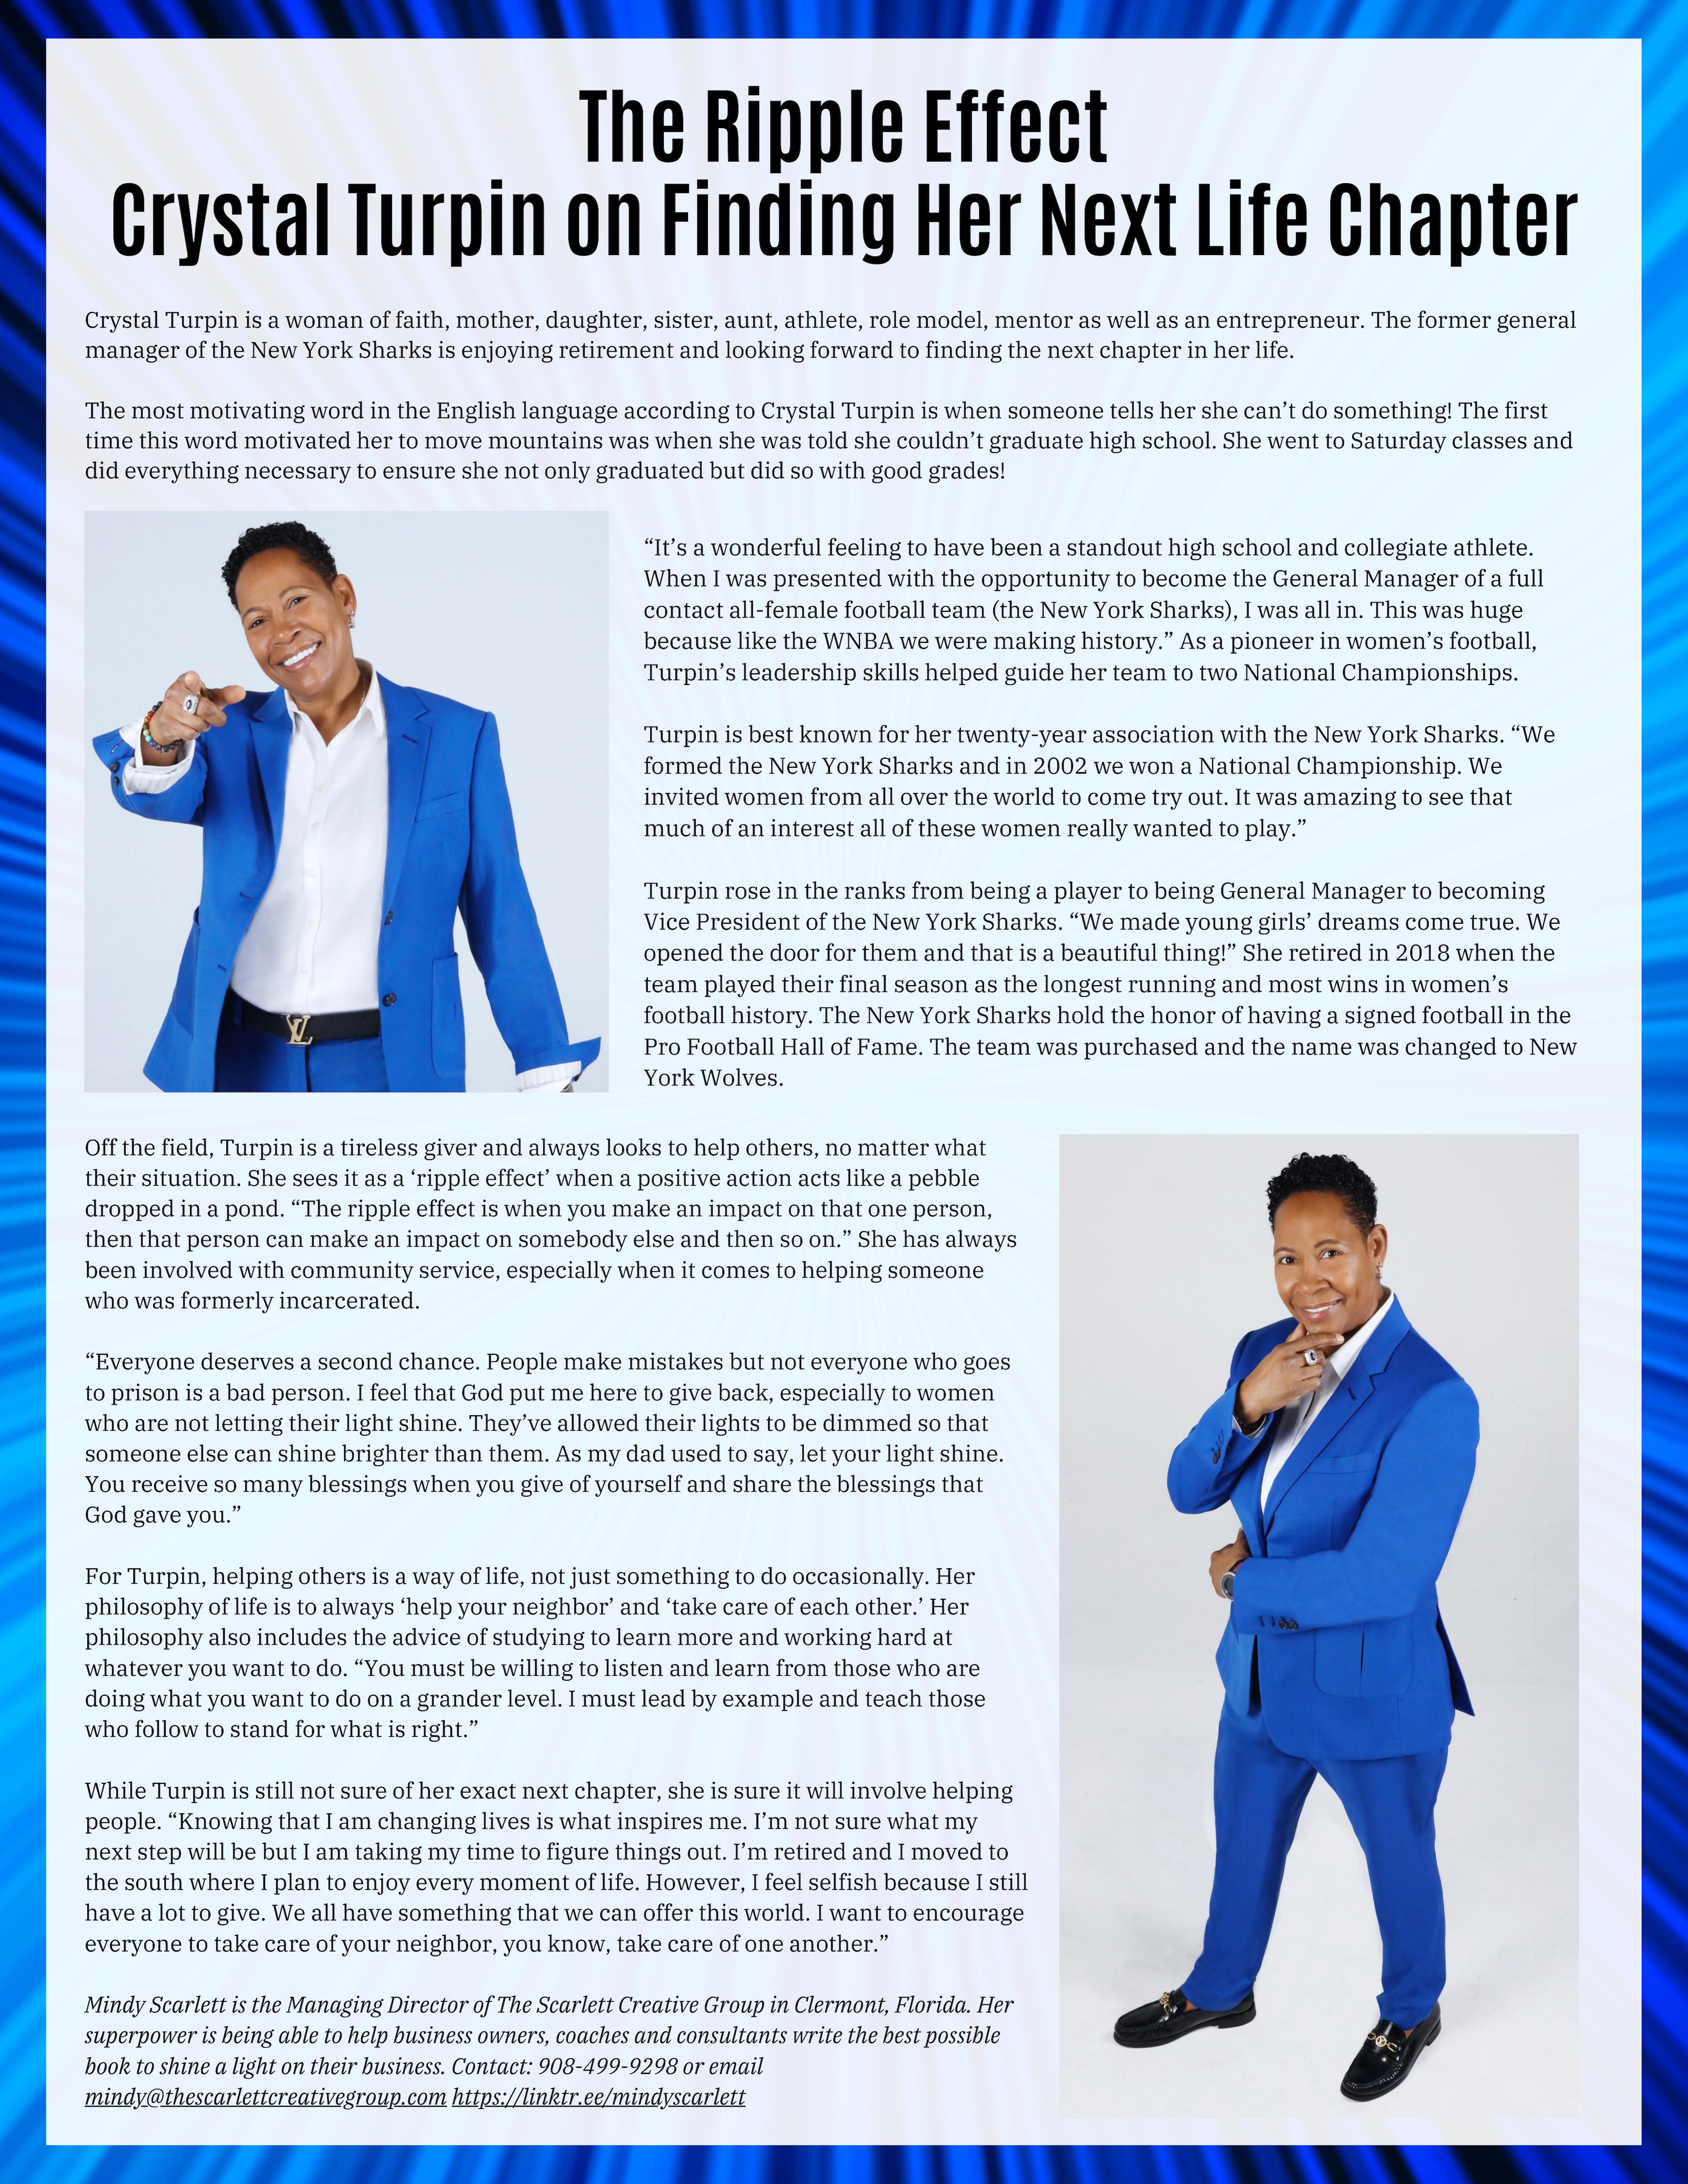 The Ripple Effect
Crystal Turpin on Finding Her Next Life Chapter
Crystal Turpin is a woman of faith, mother, daughter, sister, aunt, athlete, role model, mentor as well as an entrepreneur. The former general
manager of the New York Sharks is enjoying retirement and looking forward to finding the next chapter in her life.
The most motivating word in the English language according to Crystal Turpin is when someone tells her she can’t do something! The first
time this word motivated her to move mountains was when she was told she couldn’t graduate high school. She went to Saturday classes and
did everything necessary to ensure she not only graduated but did so with good grades!
“It’s a wonderful feeling to have been a standout high school and collegiate athlete.
When I was presented with the opportunity to become the General Manager of a full
contact all-female football team (the New York Sharks), I was all in. This was huge
because like the WNBA we were making history.” As a pioneer in women’s football,
Turpin’s leadership skills helped guide her team to two National Championships.
Turpin is best known for her twenty-year association with the New York Sharks. “We
formed the New York Sharks and in 2002 we won a National Championship. We
invited women from all over the world to come try out. It was amazing to see that
much of an interest all of these women really wanted to play.”
Turpin rose in the ranks from being a player to being General Manager to becoming
Vice President of the New York Sharks. “We made young girls’ dreams come true. We
opened the door for them and that is a beautiful thing!” She retired in 2018 when the
team played their final season as the longest running and most wins in women’s
football history. The New York Sharks hold the honor of having a signed football in the
Pro Football Hall of Fame. The team was purchased and the name was changed to New
York Wolves.
Off the field, Turpin is a tireless giver and always looks to help others, no matter what
their situation. She sees it as a ‘ripple effect’ when a positive action acts like a pebble
dropped in a pond. “The ripple effect is when you make an impact on that one person,
then that person can make an impact on somebody else and then so on.” She has always
been involved with community service, especially when it comes to helping someone
who was formerly incarcerated.
“Everyone deserves a second chance. People make mistakes but not everyone who goes
to prison is a bad person. I feel that God put me here to give back, especially to women
who are not letting their light shine. They’ve allowed their lights to be dimmed so that
someone else can shine brighter than them. As my dad used to say, let your light shine.
You receive so many blessings when you give of yourself and share the blessings that
God gave you.”
For Turpin, helping others is a way of life, not just something to do occasionally. Her
philosophy of life is to always ‘help your neighbor’ and ‘take care of each other.’ Her
philosophy also includes the advice of studying to learn more and working hard at
whatever you want to do. “You must be willing to listen and learn from those who are
doing what you want to do on a grander level. I must lead by example and teach those
who follow to stand for what is right.”
While Turpin is still not sure of her exact next chapter, she is sure it will involve helping
people. “Knowing that I am changing lives is what inspires me. I’m not sure what my
next step will be but I am taking my time to figure things out. I’m retired and I moved to
the south where I plan to enjoy every moment of life. However, I feel selfish because I still
have a lot to give. We all have something that we can offer this world. I want to encourage
everyone to take care of your neighbor, you know, take care of one another.”
Mindy Scarlett is the Managing Director of The Scarlett Creative Group in Clermont, Florida. Her
superpower is being able to help business owners, coaches and consultants write the best possible
book to shine a light on their business. Contact: 908-499-9298 or email
mindy@thescarlettcreativegroup.com https://linktr.ee/mindyscarlett